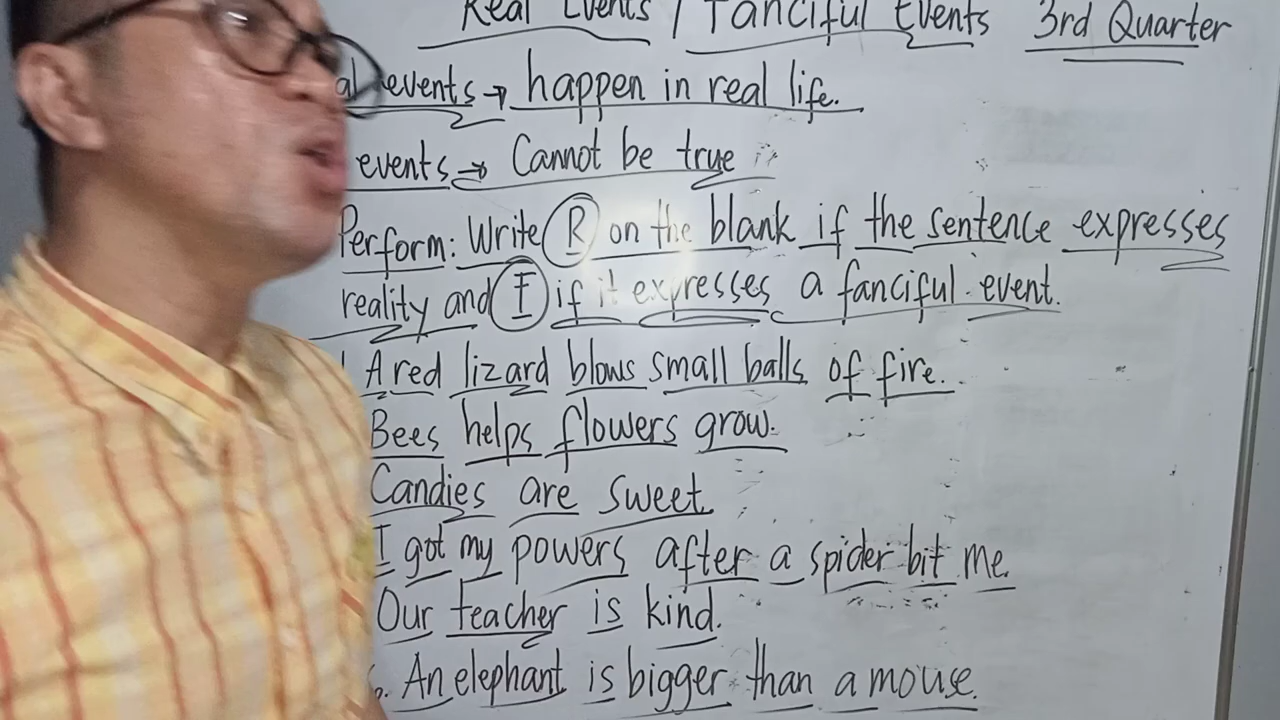 Real Events / Fanciful Events 3rd Quarter
al events → happen in real life.
events → Cannot be true
Perform: Write R on the blank if the sentence expresses
reality and F if it expresses a fanciful event.
A red lizard blows small balls of fire.
Bees helps flowers grow.
Candies are sweet.
I got my powers after a spider bit me.
Our teacher is kind.
6. An elephant is bigger than a mouse.